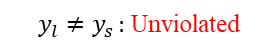 y_l ≠ y_s : Unviolated